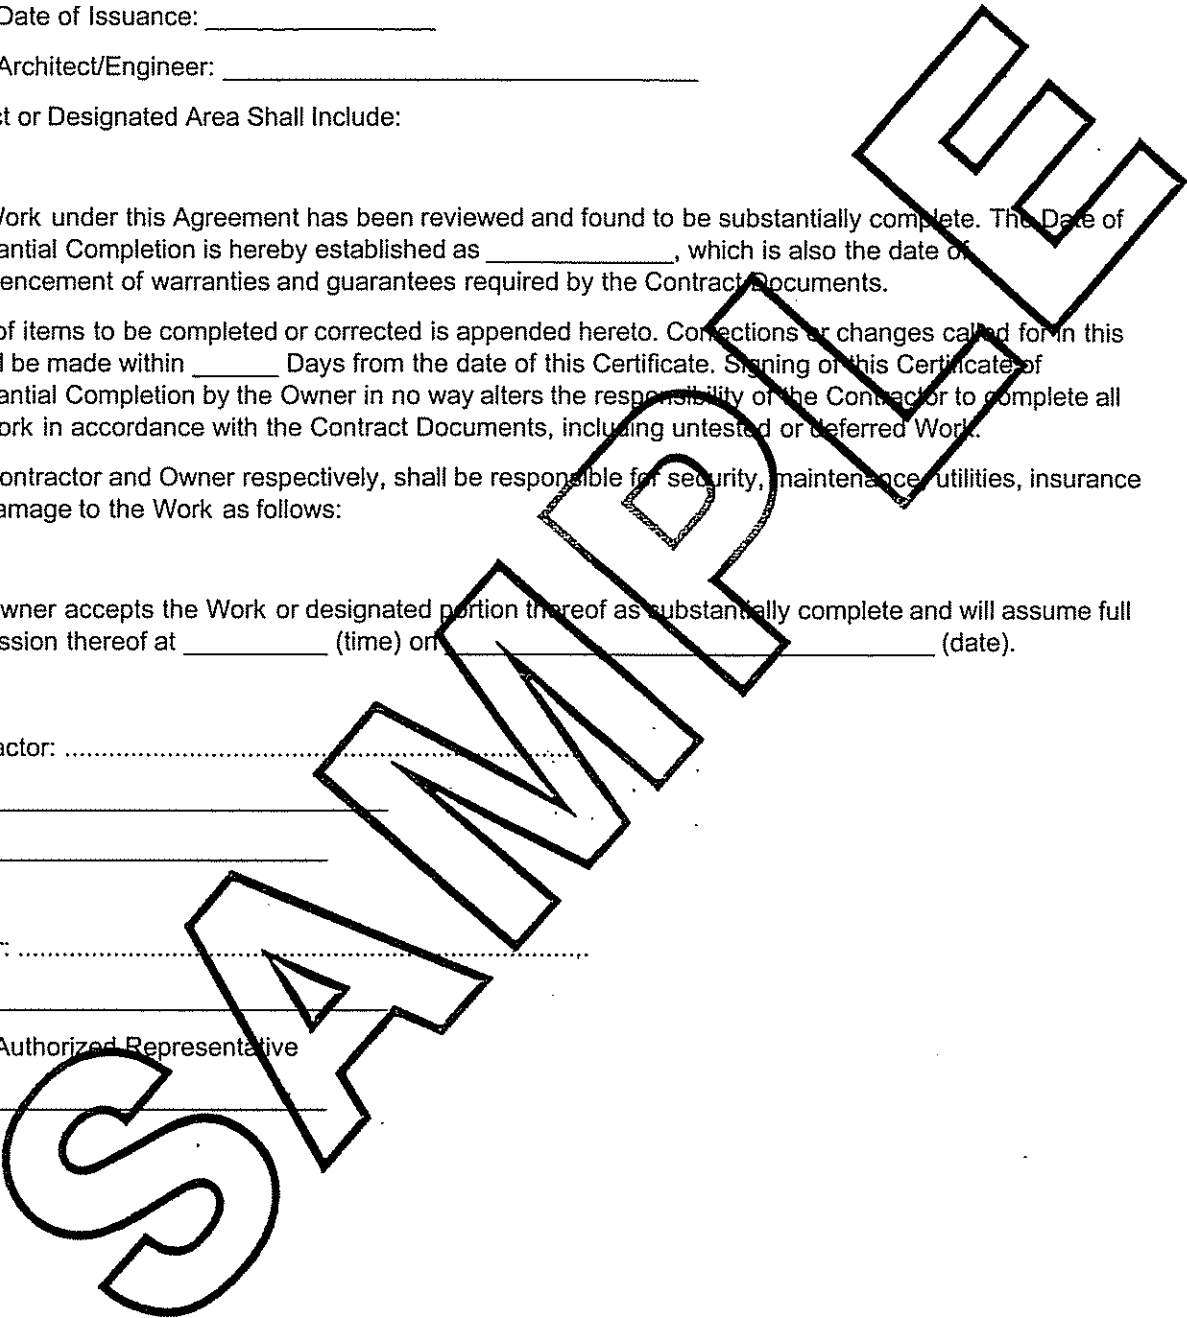 Date of Issuance: ____________
Architect/Engineer: ____________
ct or Designated Area Shall Include:
Work under this Agreement has been reviewed and found to be substantially complete. The Date of
antial Completion is hereby established as ____________, which is also the date of
encement of warranties and guarantees required by the Contract Documents.
of items to be completed or corrected is appended hereto. Corrections or changes called for in this
l be made within ______ Days from the date of this Certificate. Signing of this Certificate of
antial Completion by the Owner in no way alters the responsibility of the Contractor to complete all
ork in accordance with the Contract Documents, including untested or deferred Work.
ontractor and Owner respectively, shall be responsible for security, maintenance, utilities, insurance
amage to the Work as follows:
wner accepts the Work or designated portion thereof as substantially complete and will assume full
ssion thereof at __________ (time) on ____________ (date).
actor: ............
r: ............
Authorized Representative
SAMPLE